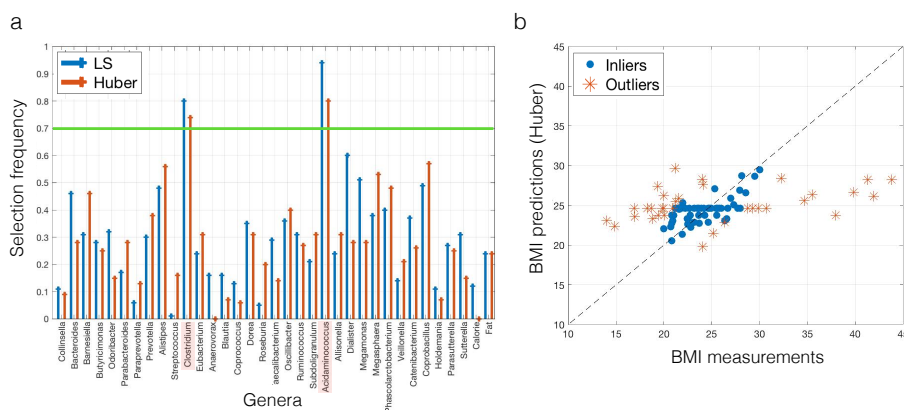 a
1
0.9
0.8
0.7
0.6
0.5
0.4
0.3
0.2
0.1
0
Selection frequency
LS
Huber
Collinsella
Bacteroides
Barnesiella
Butyricimonas
Odoribacter
Parabacteroides
Paraprevotella
Prevotella
Alistipes
Streptococcus
Clostridium
Eubacterium
Anaerovorax
Blautia
Coprococcus
Dorea
Roseburia
aecalibacterium
Oscillibacter
Ruminococcus
Subdoligranulum
Acidaminococcus
Allisonella
Dialister
Megamonas
Megasphaera
Phascolarctobacterium
Veillonella
Catenibacterium
Coprobacillus
Holdemania
Parasutterella
Sutterella
Calorie
Fat
Genera
b
45
40
35
30
25
20
15
10
BMI predictions (Huber)
Inliers
Outliers
10 15 20 25 30 35 40 45
BMI measurements